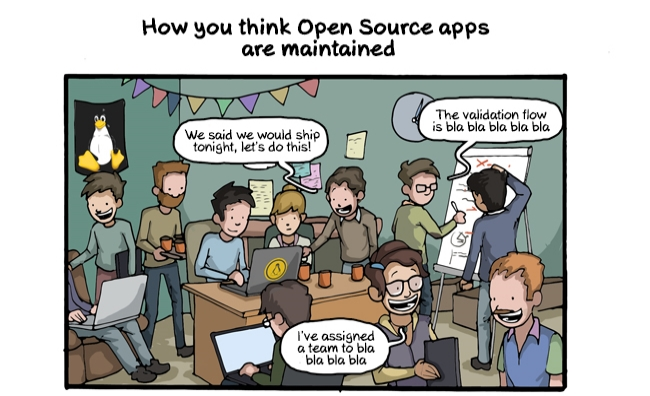 How you think Open Source apps
are maintained
We said we would ship
tonight, let's do this!
The validation flow
is bla bla bla bla bla
I've assigned
a team to bla
bla bla bla